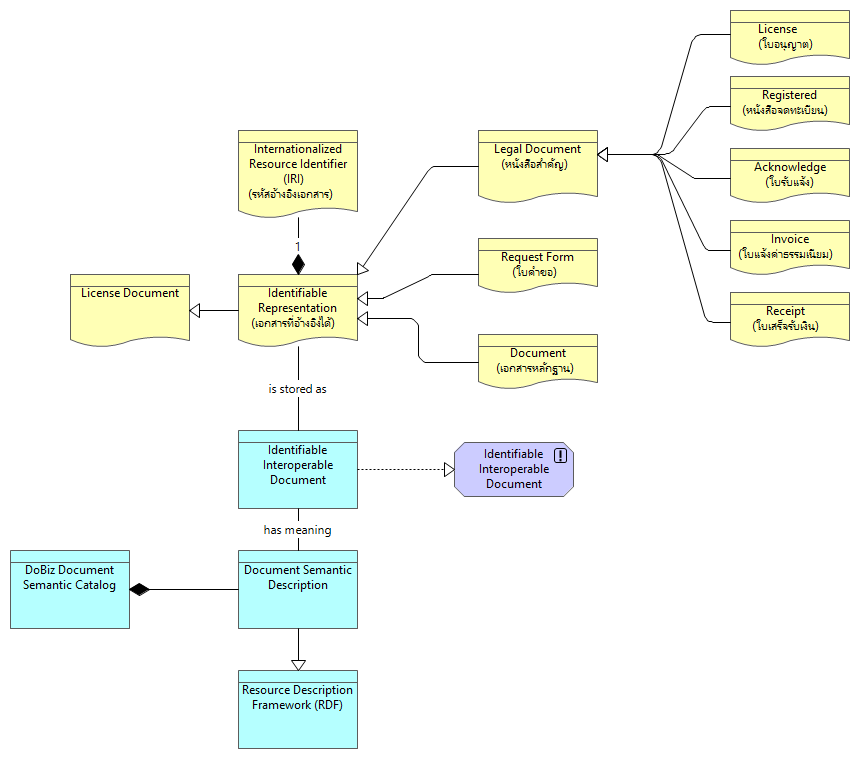 License
(ใบอนุญาต)
Registered
(หนังสือจดทะเบียน)
Internationalized
Resource Identifier
(IRI)
(รหัสอ้างอิงเอกสาร)
Legal Document
(หนังสือสำคัญ)
Acknowledge
(ใบรับแจ้ง)
1
Request Form
(ใบคำขอ)
Invoice
(ใบแจ้งค่าธรรมเนียม)
License Document
Identifiable
Representation
(เอกสารที่อ้างอิงได้)
Receipt
(ใบเสร็จรับเงิน)
Document
(เอกสารหลักฐาน)
is stored as
Identifiable
Interoperable
Document
Identifiable
Interoperable
Document
has meaning
DoBiz Document
Semantic Catalog
Document Semantic
Description
Resource Description
Framework (RDF)